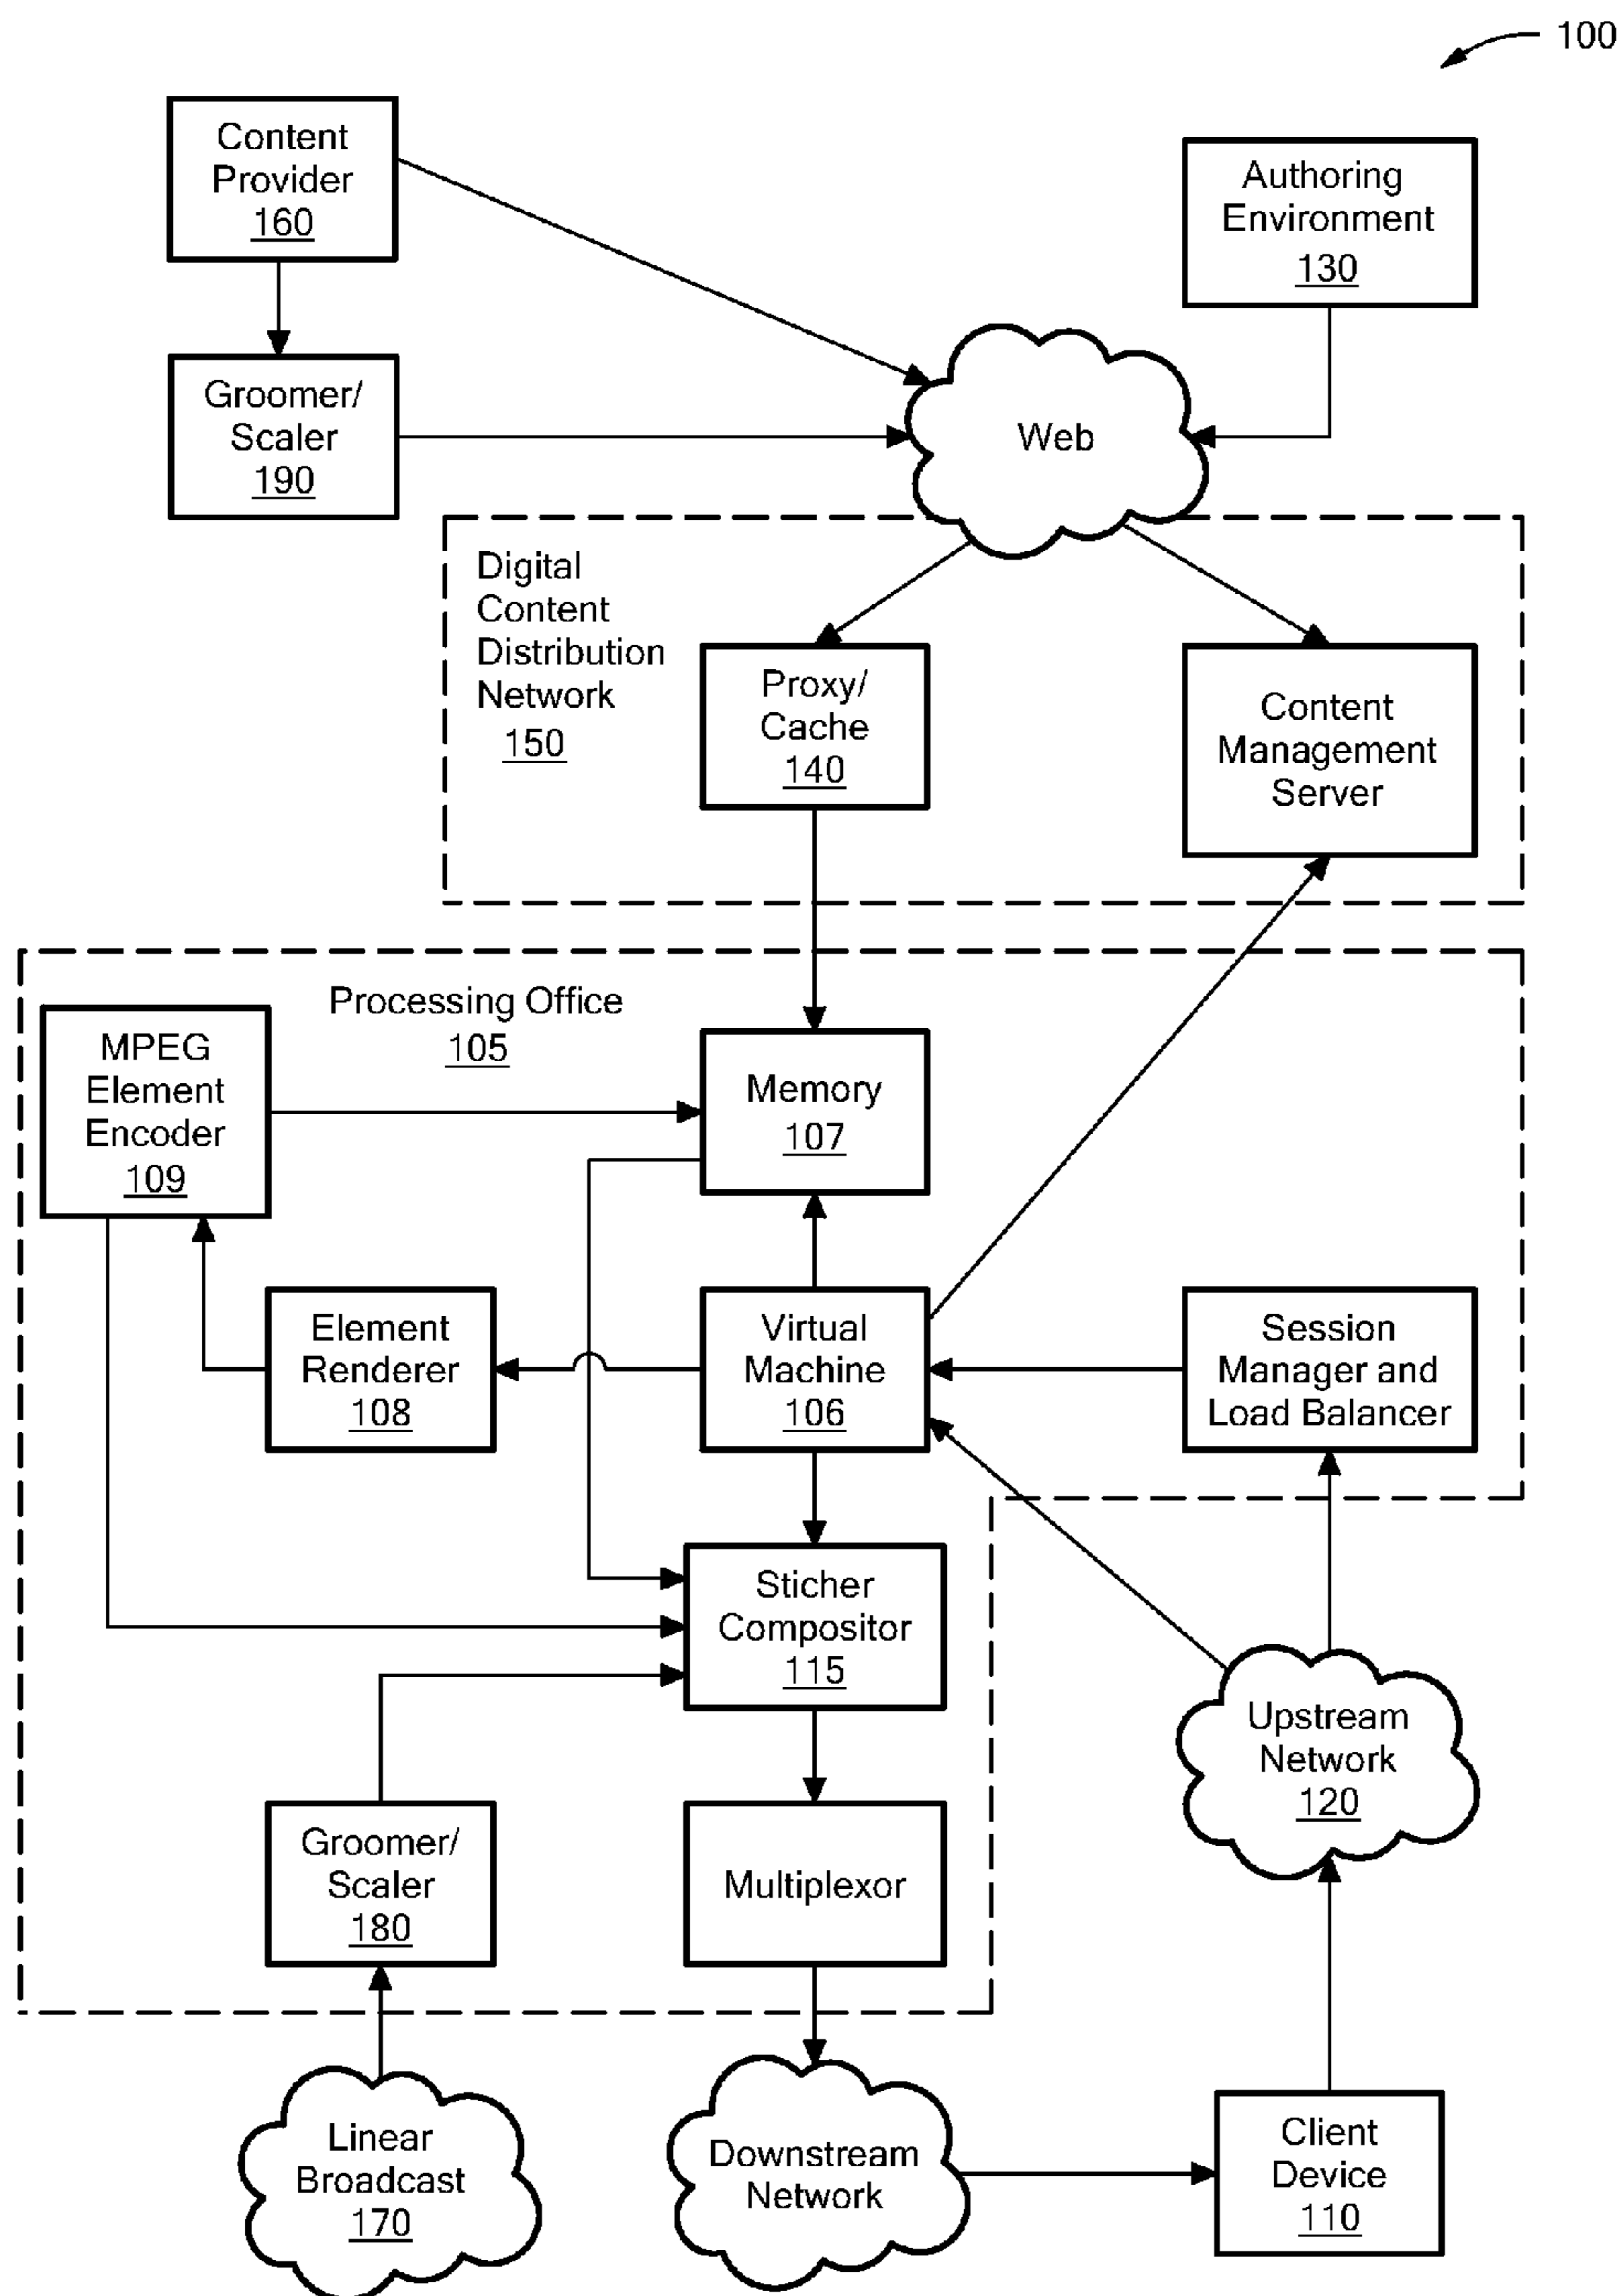 100
Content
Provider
160
Authoring
Environment
130
Groomer/
Scaler
190
Web
Digital
Content
Distribution
Network
150
Proxy/
Cache
140
Content
Management
Server
Processing Office
105
MPEG
Element
Encoder
109
Memory
107
Element
Renderer
108
Virtual
Machine
106
Session
Manager and
Load Balancer
Sticher
Compositor
115
Upstream
Network
120
Groomer/
Scaler
180
Multiplexor
Linear
Broadcast
170
Downstream
Network
Client
Device
110